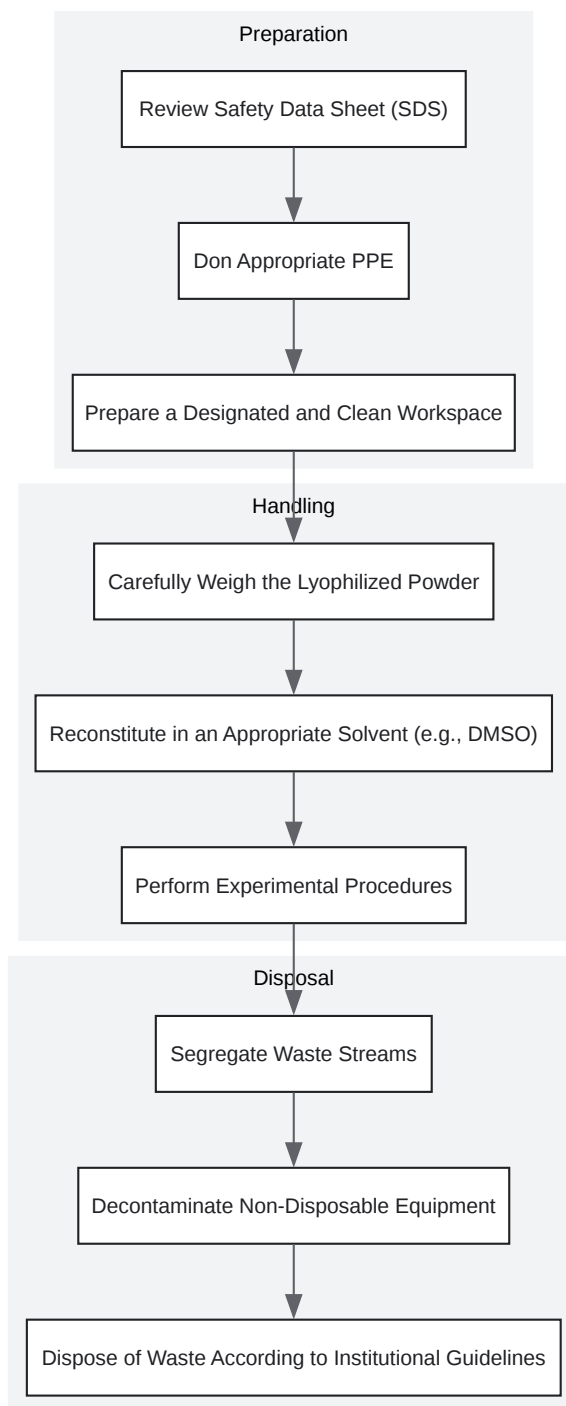 Preparation
Review Safety Data Sheet (SDS)
Don Appropriate PPE
Prepare a Designated and Clean Workspace
Handling
Carefully Weigh the Lyophilized Powder
Reconstitute in an Appropriate Solvent (e.g., DMSO)
Perform Experimental Procedures
Disposal
Segregate Waste Streams
Decontaminate Non-Disposable Equipment
Dispose of Waste According to Institutional Guidelines